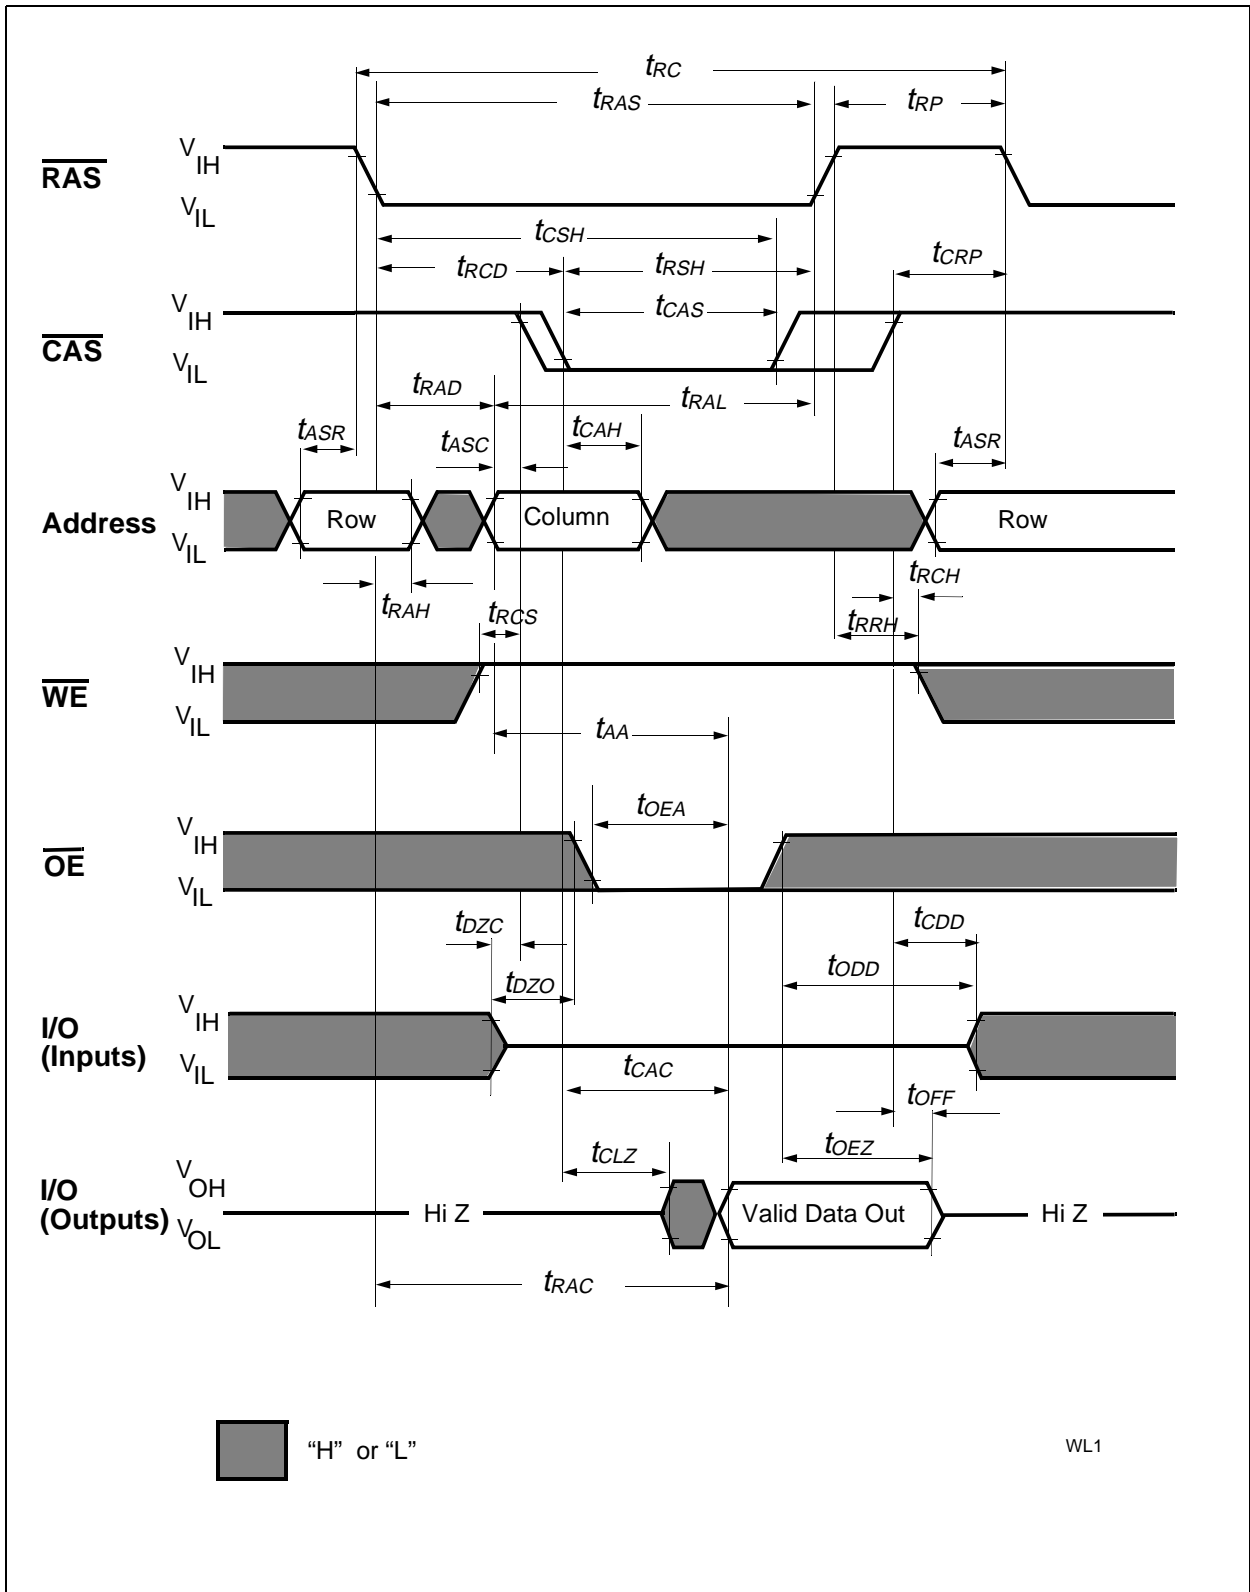 tRC
tRAS
tRP
RAS
VIH
VIL
tCSH
tRCD
tRSH
tCRP
CAS
VIH
VIL
tCAS
tRAD
tRAL
tASR
tASC
tCAH
tASR
Address
VIH
VIL
Row
Column
Row
tRAH
tRCS
tRCH
tRRH
WE
VIH
VIL
tAA
tOEA
OE
VIH
VIL
tDZC
tCDD
tDZO
tODD
I/O
(Inputs)
VIH
VIL
tCAC
tOFF
tCLZ
tOEZ
I/O
(Outputs)
VOH
VOL
Hi Z
Valid Data Out
Hi Z
tRAC
“H” or “L”
WL1